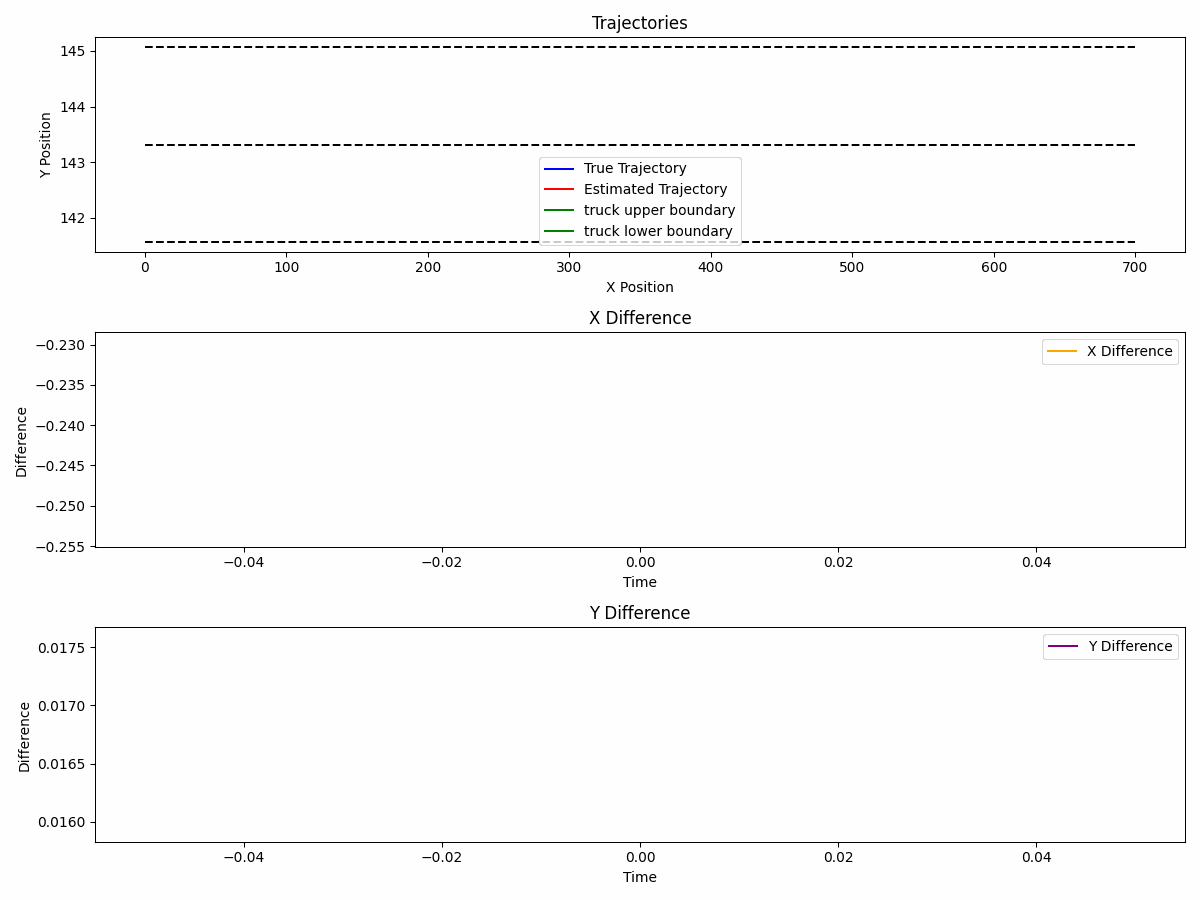 Trajectories
145
144
143
142
Y Position
True Trajectory
Estimated Trajectory
truck upper boundary
truck lower boundary
0 100 200 300 400 500 600 700
X Position
X Difference
−0.230
−0.235
−0.240
−0.245
−0.250
−0.255
Difference
X Difference
−0.04 −0.02 0.00 0.02 0.04
Time
Y Difference
0.0175
0.0170
0.0165
0.0160
Difference
Y Difference
−0.04 −0.02 0.00 0.02 0.04
Time